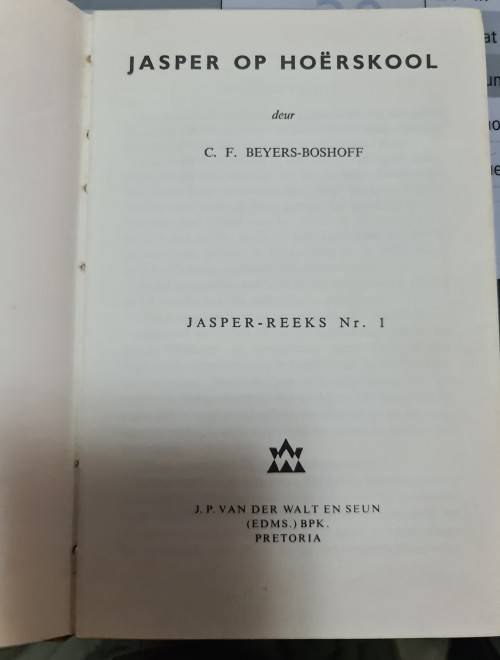 JASPER OP HOËRSKOOL
deur
C. F. BEYERS-BOSHOFF
JASPER-REEKS Nr. 1
J. P. VAN DER WALT EN SEUN
(EDMS.) BPK.
PRETORIA